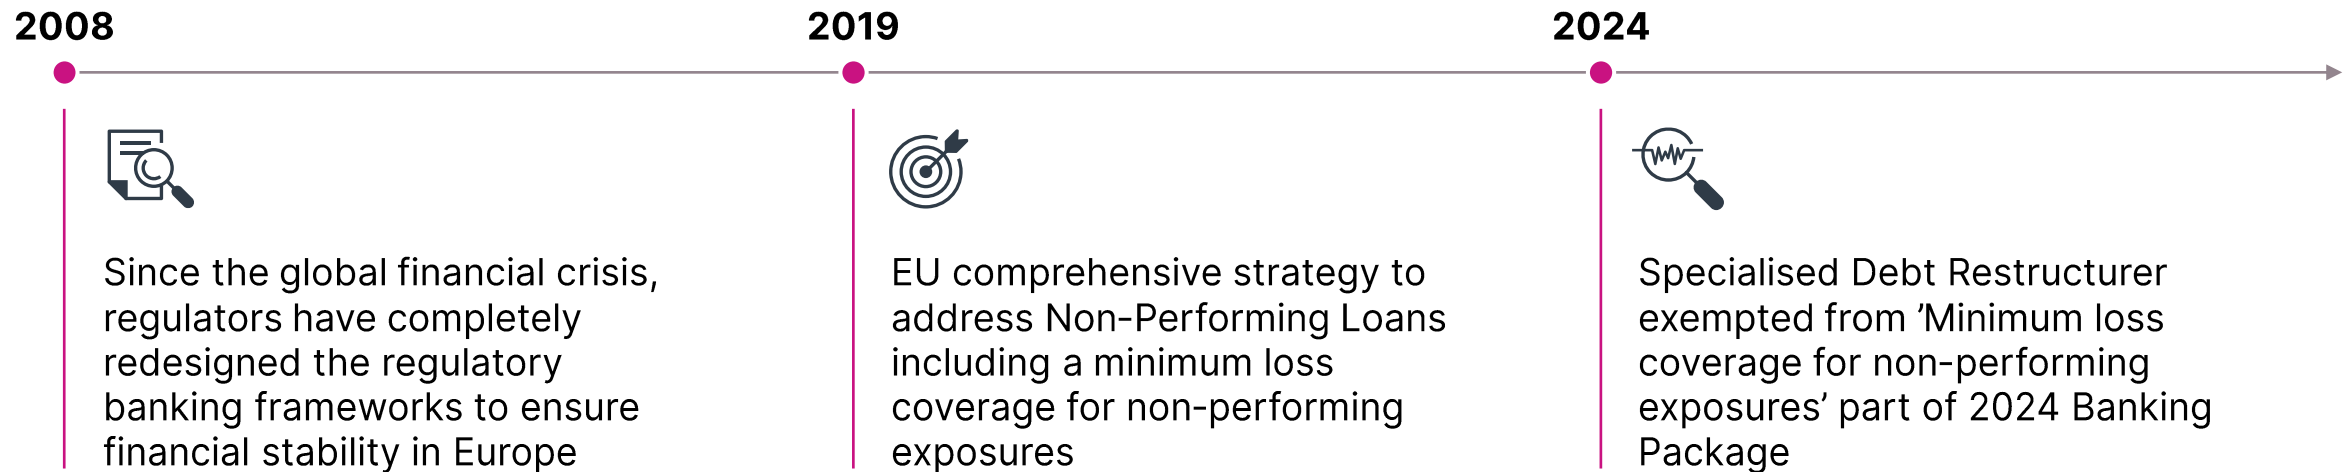 2008
Since the global financial crisis,
regulators have completely
redesigned the regulatory
banking frameworks to ensure
financial stability in Europe
2019
EU comprehensive strategy to
address Non-Performing Loans
including a minimum loss
coverage for non-performing
exposures
2024
Specialised Debt Restructurer
exempted from ’Minimum loss
coverage for non-performing
exposures’ part of 2024 Banking
Package